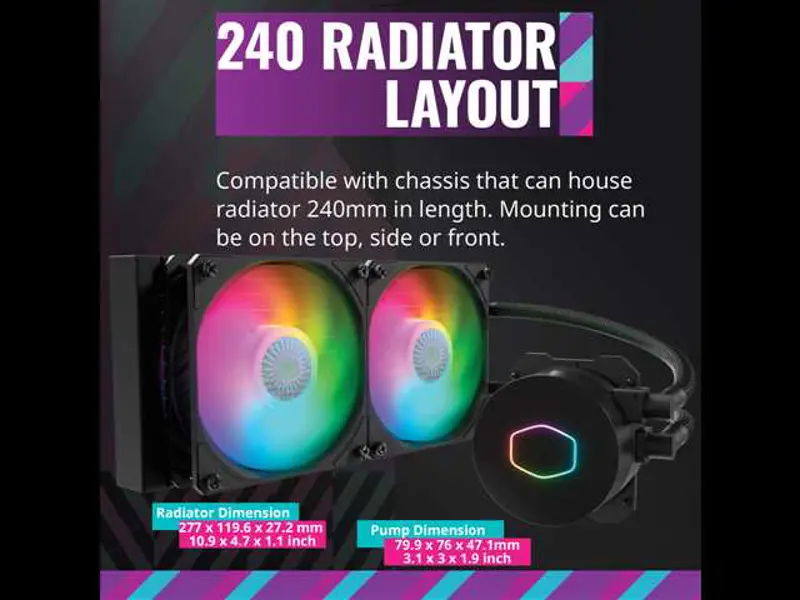 240 RADIATOR
LAYOUT
Compatible with chassis that can house
radiator 240mm in length. Mounting can
be on the top, side or front.
Radiator Dimension
277 x 119.6 x 27.2 mm
10.9 x 4.7 x 1.1 inch
Pump Dimension
79.9 x 76 x 47.1mm
3.1 x 3 x 1.9 inch